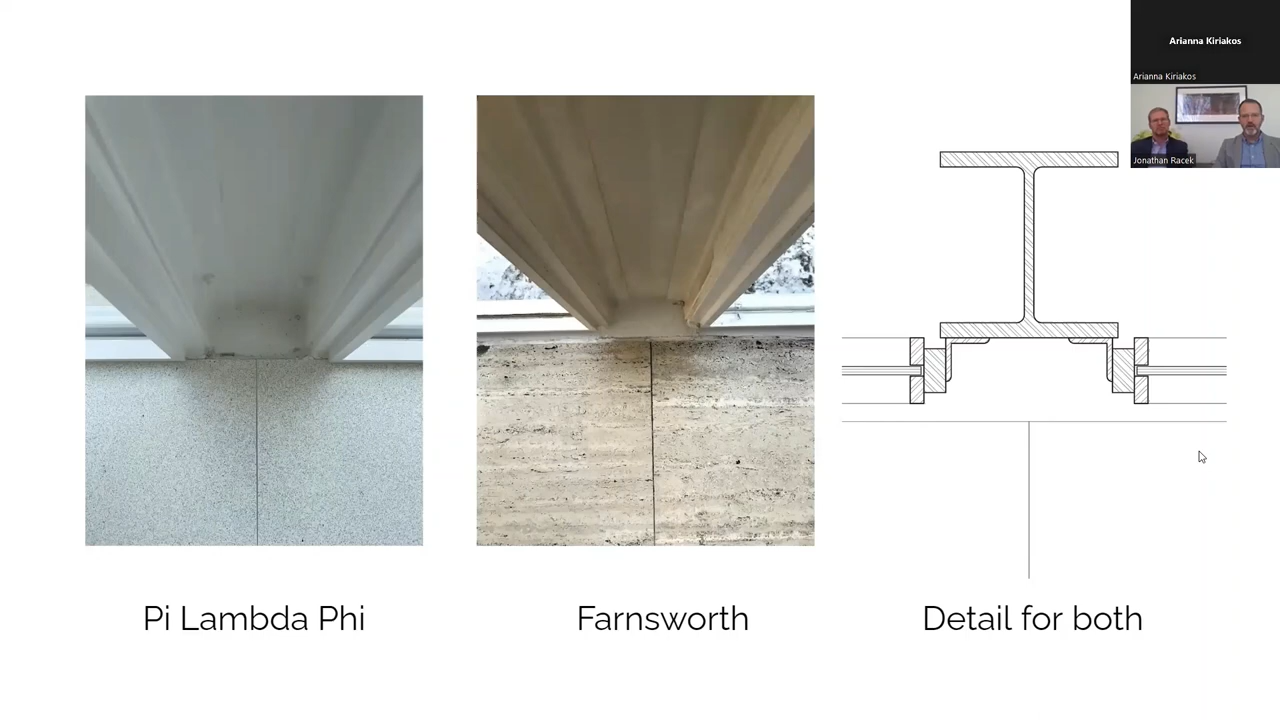 Arianna Kiriakos
Arianna Kiriakos
Jonathan Racek
Pi Lambda Phi
Farnsworth
Detail for both